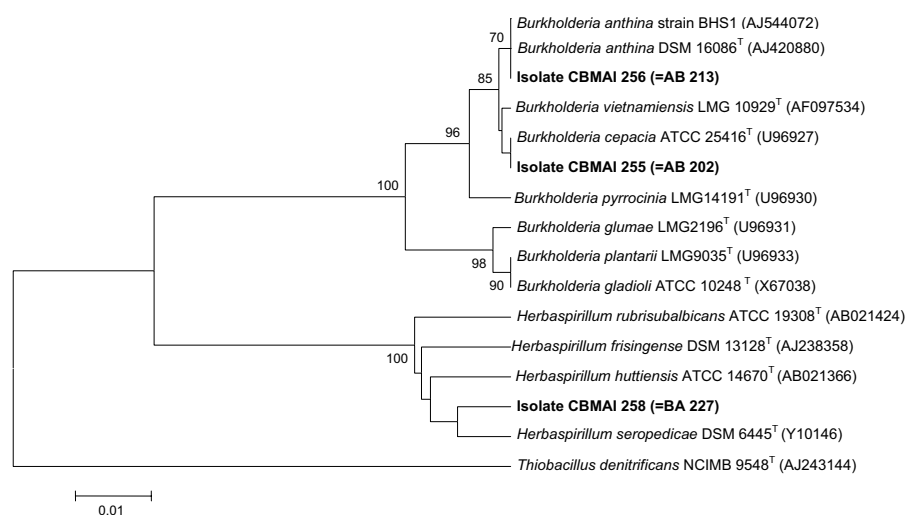 Burkholderia anthina strain BHS1 (AJ544072)
70
Burkholderia anthina DSM 16086T (AJ420880)
Isolate CBMAI 256 (=AB 213)
85
Burkholderia vietnamiensis LMG 10929T (AF097534)
96
Burkholderia cepacia ATCC 25416T (U96927)
Isolate CBMAI 255 (=AB 202)
100
Burkholderia pyrrocinia LMG14191T (U96930)
Burkholderia glumae LMG2196T (U96931)
98
Burkholderia plantarii LMG9035T (U96933)
90
Burkholderia gladioli ATCC 10248 T (X67038)
Herbaspirillum rubrisubalbicans ATCC 19308T (AB021424)
100
Herbaspirillum frisingense DSM 13128T (AJ238358)
Herbaspirillum huttiensis ATCC 14670T (AB021366)
Isolate CBMAI 258 (=BA 227)
Herbaspirillum seropedicae DSM 6445T (Y10146)
Thiobacillus denitrificans NCIMB 9548T (AJ243144)
0.01